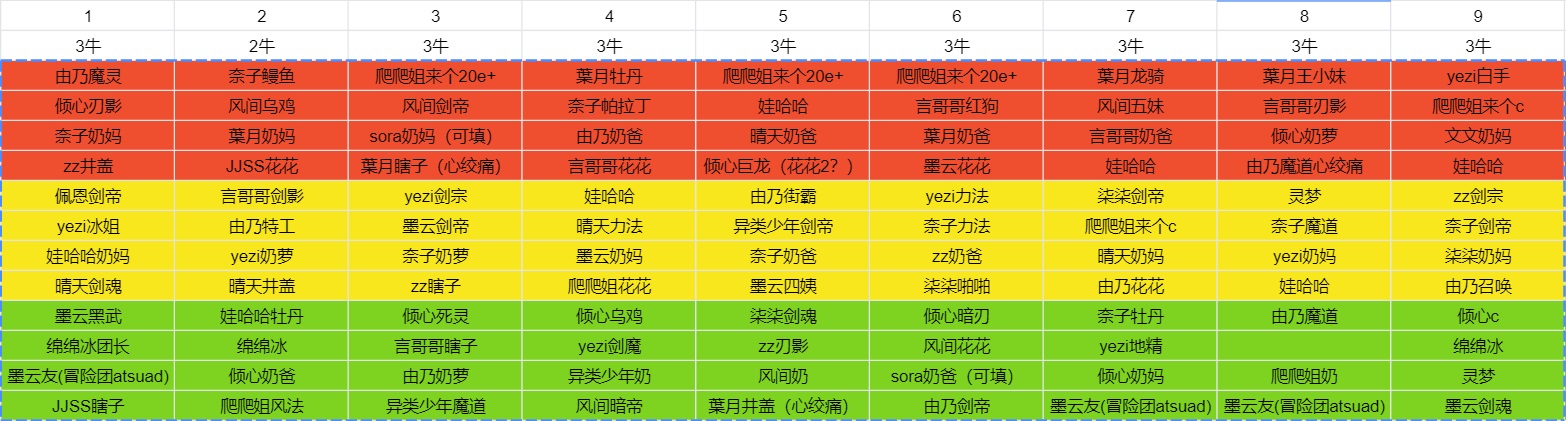 1 2 3 4 5 6 7 8 9
3牛 2牛 3牛 3牛 3牛 3牛 3牛 3牛 3牛
由乃魔灵 奈子鳗鱼 爬爬姐来个20e+ 葉月牡丹 爬爬姐来个20e+ 爬爬姐来个20e+ 葉月龙骑 葉月王小妹 yezi白手
倾心刃影 风间乌鸡 风间剑帝 奈子帕拉丁 娃哈哈 言哥哥红狗 风间五妹 言哥哥刃影 爬爬姐来个c
奈子奶妈 葉月奶妈 sora奶妈（可填） 由乃奶爸 晴天奶爸 葉月奶爸 言哥哥奶爸 倾心奶萝 文文奶妈
zz井盖 JJSS花花 葉月瞎子（心绞痛） 言哥哥花花 倾心巨龙（花花2？） 墨云花花 娃哈哈 由乃魔道心绞痛 娃哈哈
佩恩剑帝 言哥哥剑影 yezi剑宗 娃哈哈 由乃街霸 yezi力法 柒柒剑帝 灵梦 zz剑宗
yezi冰姐 由乃特工 墨云剑帝 晴天力法 异类少年剑帝 奈子力法 爬爬姐来个c 奈子魔道 奈子剑帝
娃哈哈奶妈 yezi奶萝 奈子奶萝 墨云奶妈 奈子奶爸 zz奶爸 晴天奶妈 yezi奶妈 柒柒奶妈
晴天剑魂 晴天井盖 zz瞎子 爬爬姐花花 墨云四姨 柒柒啪啪 由乃花花 娃哈哈 由乃召唤
墨云黑武 娃哈哈牡丹 倾心死灵 倾心乌鸡 柒柒剑魂 倾心暗刃 奈子牡丹 由乃魔道 倾心c
绵绵冰团长 绵绵冰 言哥哥瞎子 yezi剑魔 zz刃影 风间花花 yezi地精 绵绵冰
墨云友(冒险团atsuad) 倾心奶爸 由乃奶萝 异类少年奶 风间奶 sora奶爸（可填） 倾心奶妈 爬爬姐奶 灵梦
JJSS瞎子 爬爬姐风法 异类少年魔道 风间暗帝 葉月井盖（心绞痛） 由乃剑帝 墨云友(冒险团atsuad) 墨云友(冒险团atsuad) 墨云剑魂